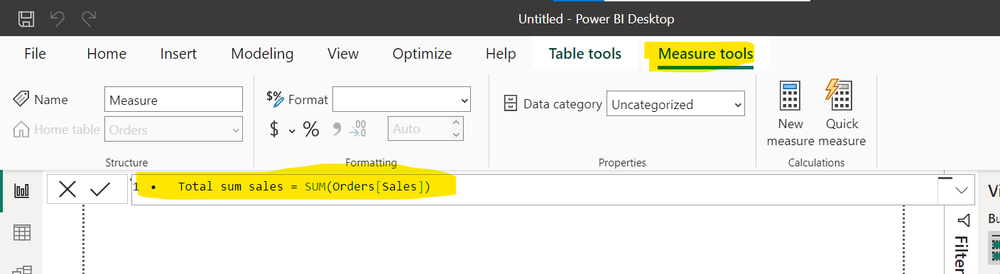 Untitled - Power BI Desktop
File Home Insert Modeling View Optimize Help Table tools Measure tools
Name Measure
$% Format
Data category Uncategorized
Home table Orders
$ % .00 →.0 Auto
New measure
Quick measure
Structure Formatting Properties Calculations
1 • Total sum sales = SUM(Orders[Sales])
Vi
Bu
Filter